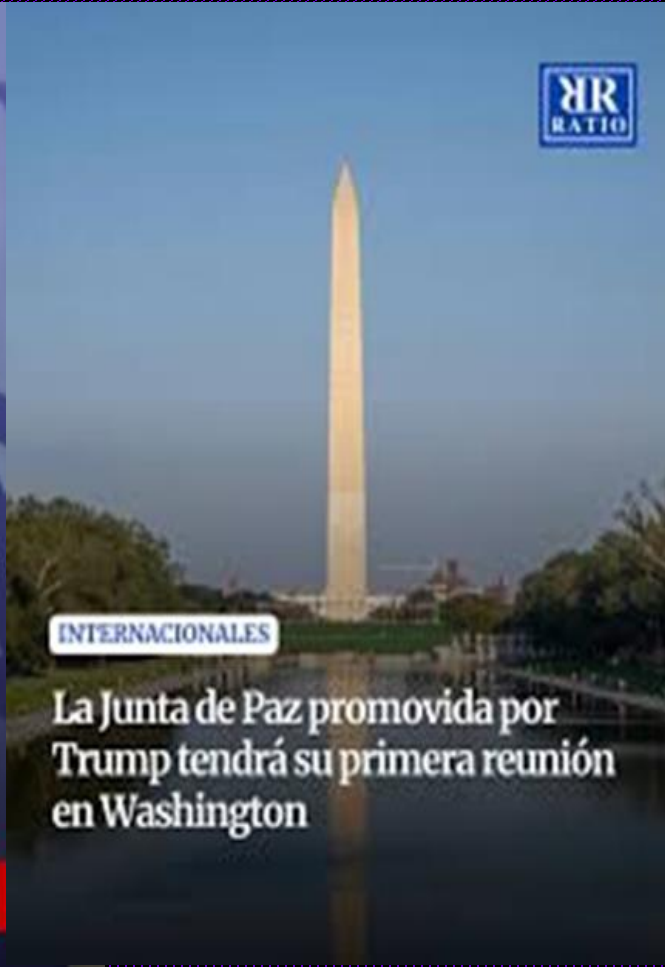 RR
RATIO
INTERNACIONALES
La Junta de Paz promovida por
Trump tendrá su primera reunión
en Washington